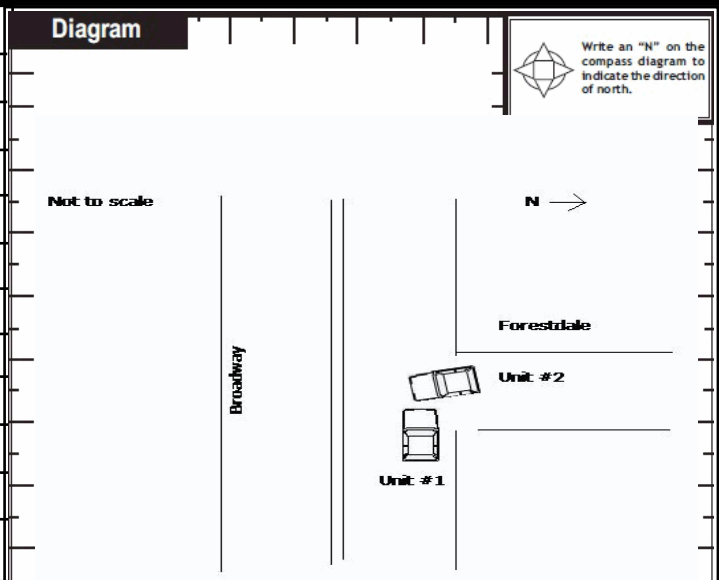 Diagram
Write an “N” on the
compass diagram to
indicate the direction
of north.
Not to scale
N
Forestdale
Broadway
Unit #2
Unit #1